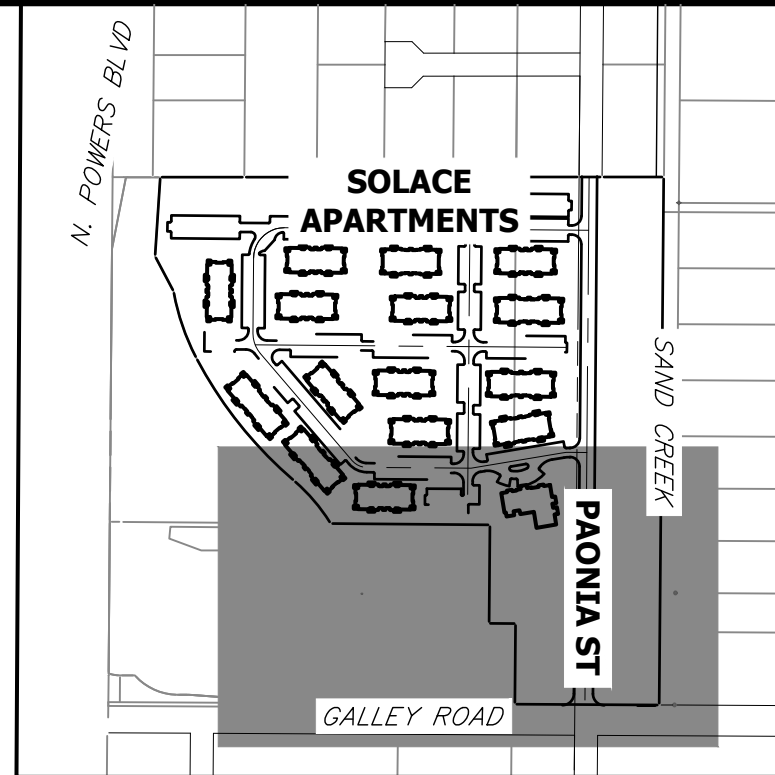 N. POWERS BLVD
SOLACE
APARTMENTS
SAND CREEK
PAONIA ST
GALLEY ROAD